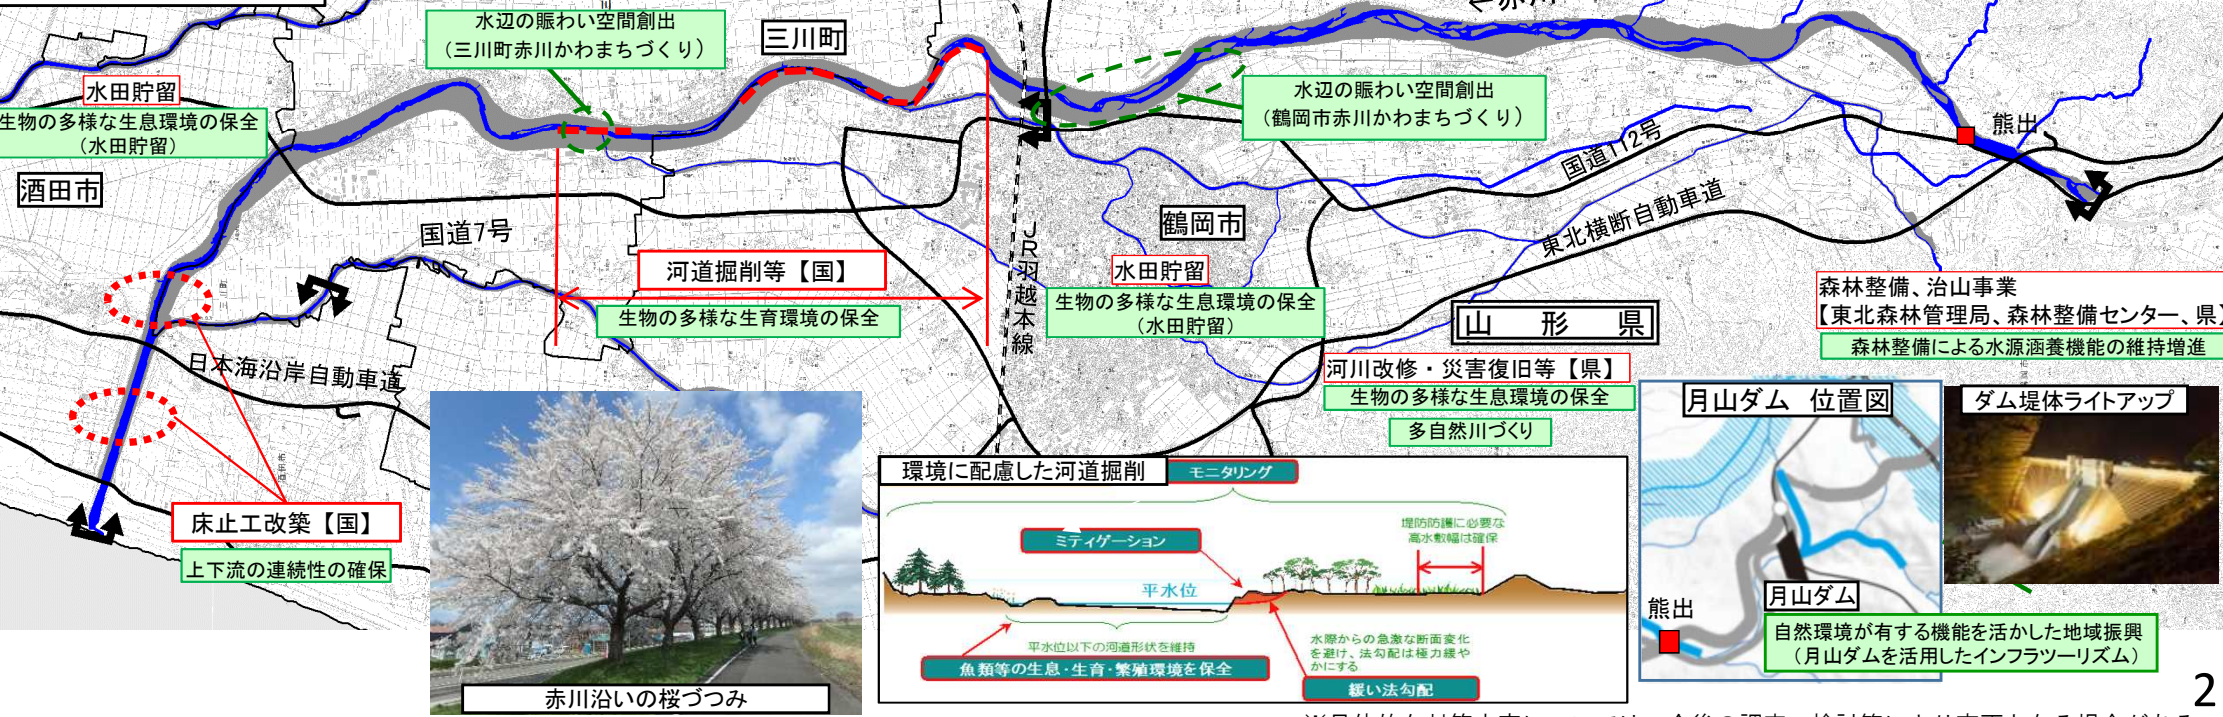 ←赤川
水辺の賑わい空間創出
（三川町赤川かわまちづくり）
三川町
水田貯留
生物の多様な生息環境の保全
（水田貯留）
水辺の賑わい空間創出
（鶴岡市赤川かわまちづくり）
熊出
国道112号
酒田市
国道7号
鶴岡市
東北横断自動車道
JR羽越本線
河道掘削等【国】
生物の多様な生育環境の保全
水田貯留
生物の多様な生息環境の保全
（水田貯留）
山　形　県
森林整備、治山事業
【東北森林管理局、森林整備センター、県】
森林整備による水源涵養機能の維持増進
日本海沿岸自動車道
河川改修・災害復旧等【県】
生物の多様な生息環境の保全
多自然川づくり
月山ダム 位置図
ダム堤体ライトアップ
床止工改築【国】
上下流の連続性の確保
環境に配慮した河道掘削
モニタリング
ミティゲーション
堤防防護に必要な
高水敷幅は確保
平水位
平水位以下の河道形状を維持
魚類等の生息・生育・繁殖環境を保全
水際からの急激な断面変化
を避け、法勾配は極力緩や
かにする
緩い法勾配
熊出
月山ダム
自然環境が有する機能を活かした地域振興
（月山ダムを活用したインフラツーリズム）
赤川沿いの桜づつみ
2